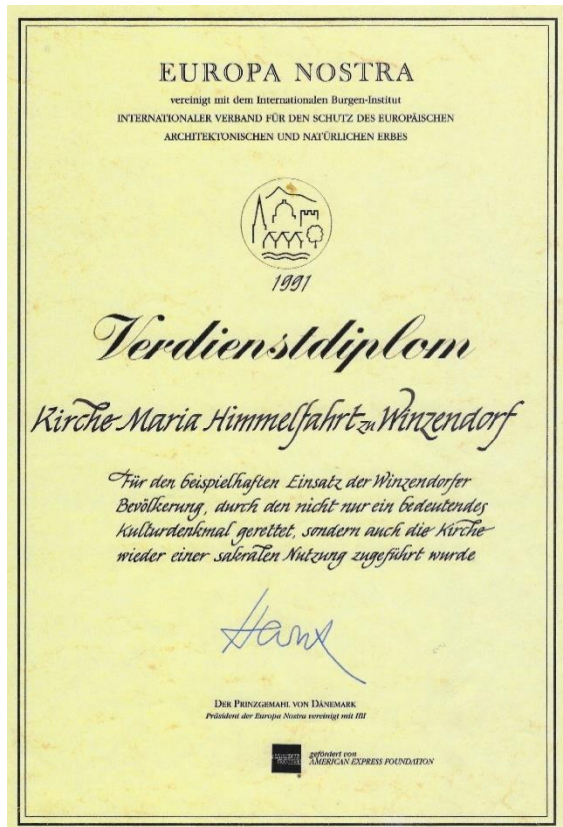 EUROPA NOSTRA
vereinigt mit dem Internationalen Burgen-Institut
INTERNATIONALER VERBAND FÜR DEN SCHUTZ DES EUROPÄISCHEN
ARCHITEKTONISCHEN UND NATÜRLICHEN ERBES
1991
Verdienstdiplom
Kirche Maria Himmelfahrt zu Winzendorf
Für den beispielhaften Einsatz der Winzendorfer
Bevölkerung, durch den nicht nur ein bedeutendes
Kulturdenkmal gerettet, sondern auch die Kirche
wieder einer sakralen Nutzung zugeführt wurde
DER PRINZGEMAHL VON DÄNEMARK
Präsident der Europa Nostra vereinigt mit IBI
gefördert von
AMERICAN EXPRESS FOUNDATION